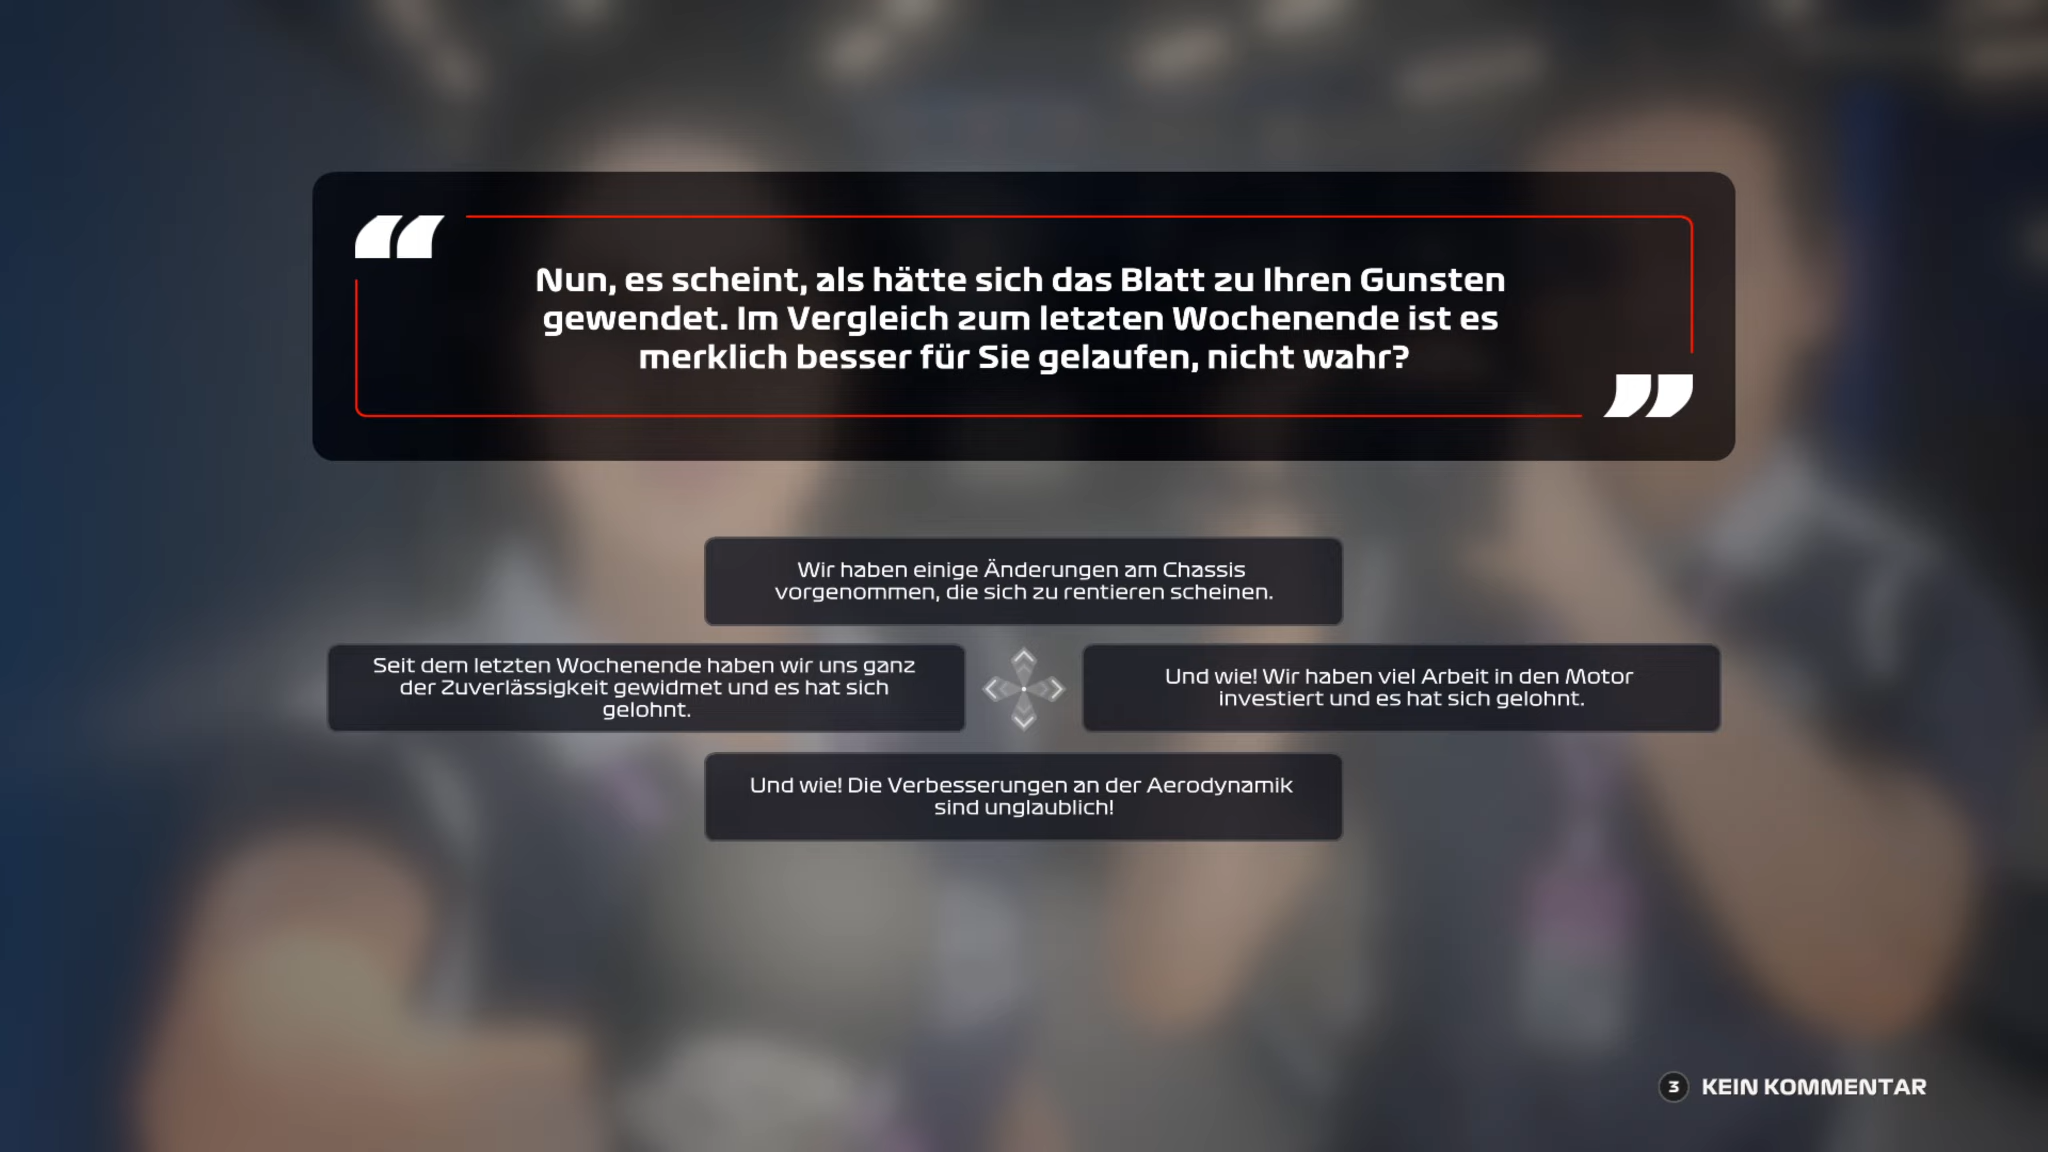 Nun, es scheint, als hätte sich das Blatt zu Ihren Gunsten
gewendet. Im Vergleich zum letzten Wochenende ist es
merklich besser für Sie gelaufen, nicht wahr?
Wir haben einige Änderungen am Chassis
vorgenommen, die sich zu rentieren scheinen.
Seit dem letzten Wochenende haben wir uns ganz
der Zuverlässigkeit gewidmet und es hat sich
gelohnt.
Und wie! Wir haben viel Arbeit in den Motor
investiert und es hat sich gelohnt.
Und wie! Die Verbesserungen an der Aerodynamik
sind unglaublich!
3 KEIN KOMMENTAR